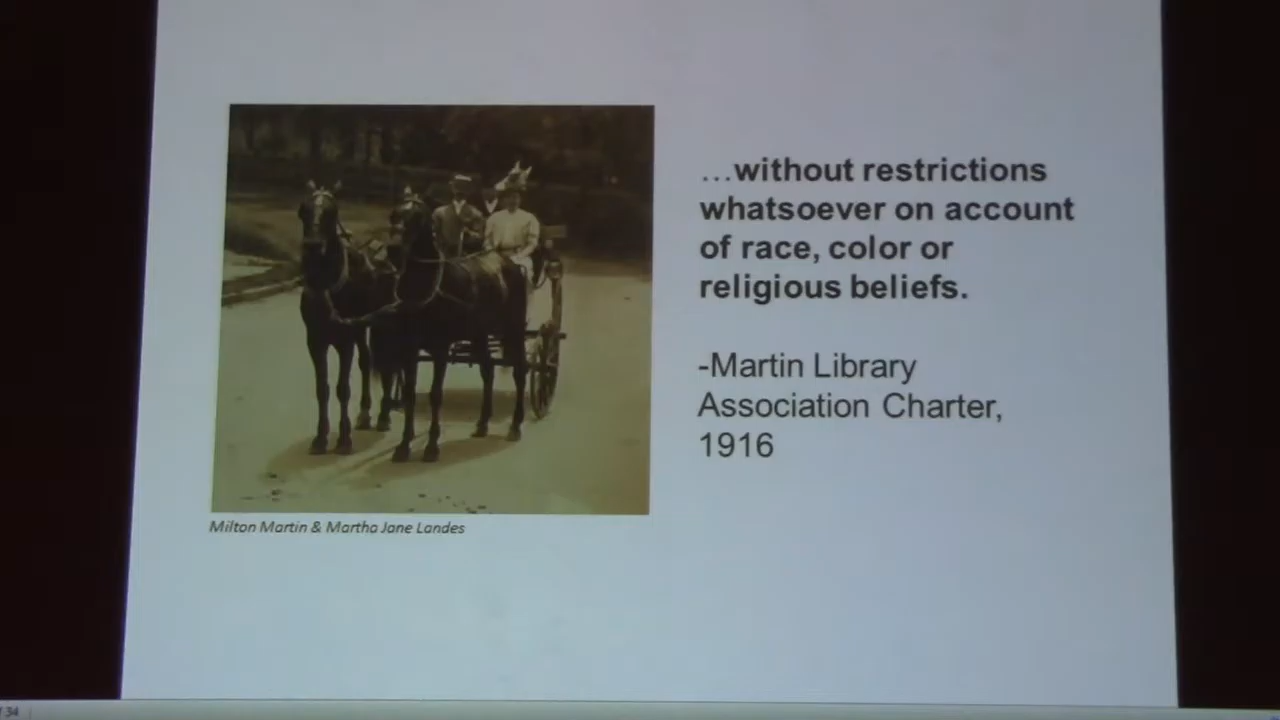 …without restrictions
whatsoever on account
of race, color or
religious beliefs.
-Martin Library
Association Charter,
1916
Milton Martin & Martha Jane Landes
34